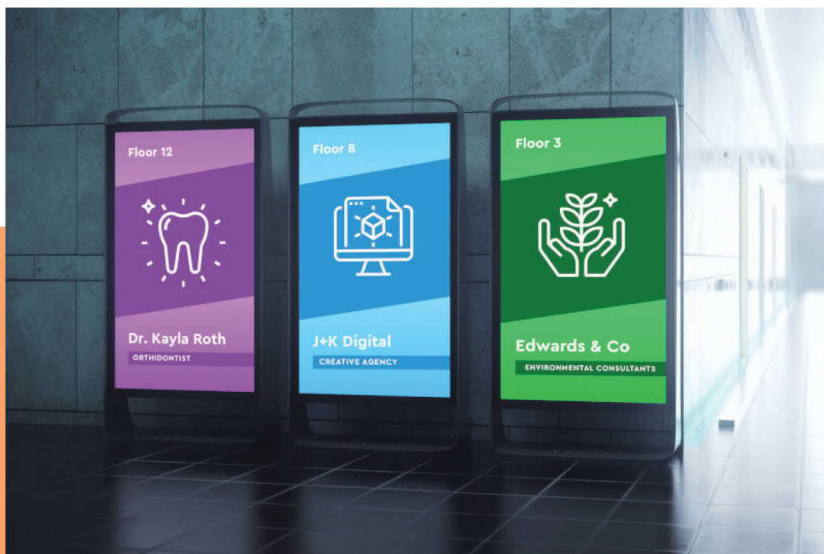 Floor 12
Dr. Kayla Roth
ORTHIDONTIST
Floor 8
J+K Digital
CREATIVE AGENCY
Floor 3
Edwards & Co
ENVIRONMENTAL CONSULTANTS